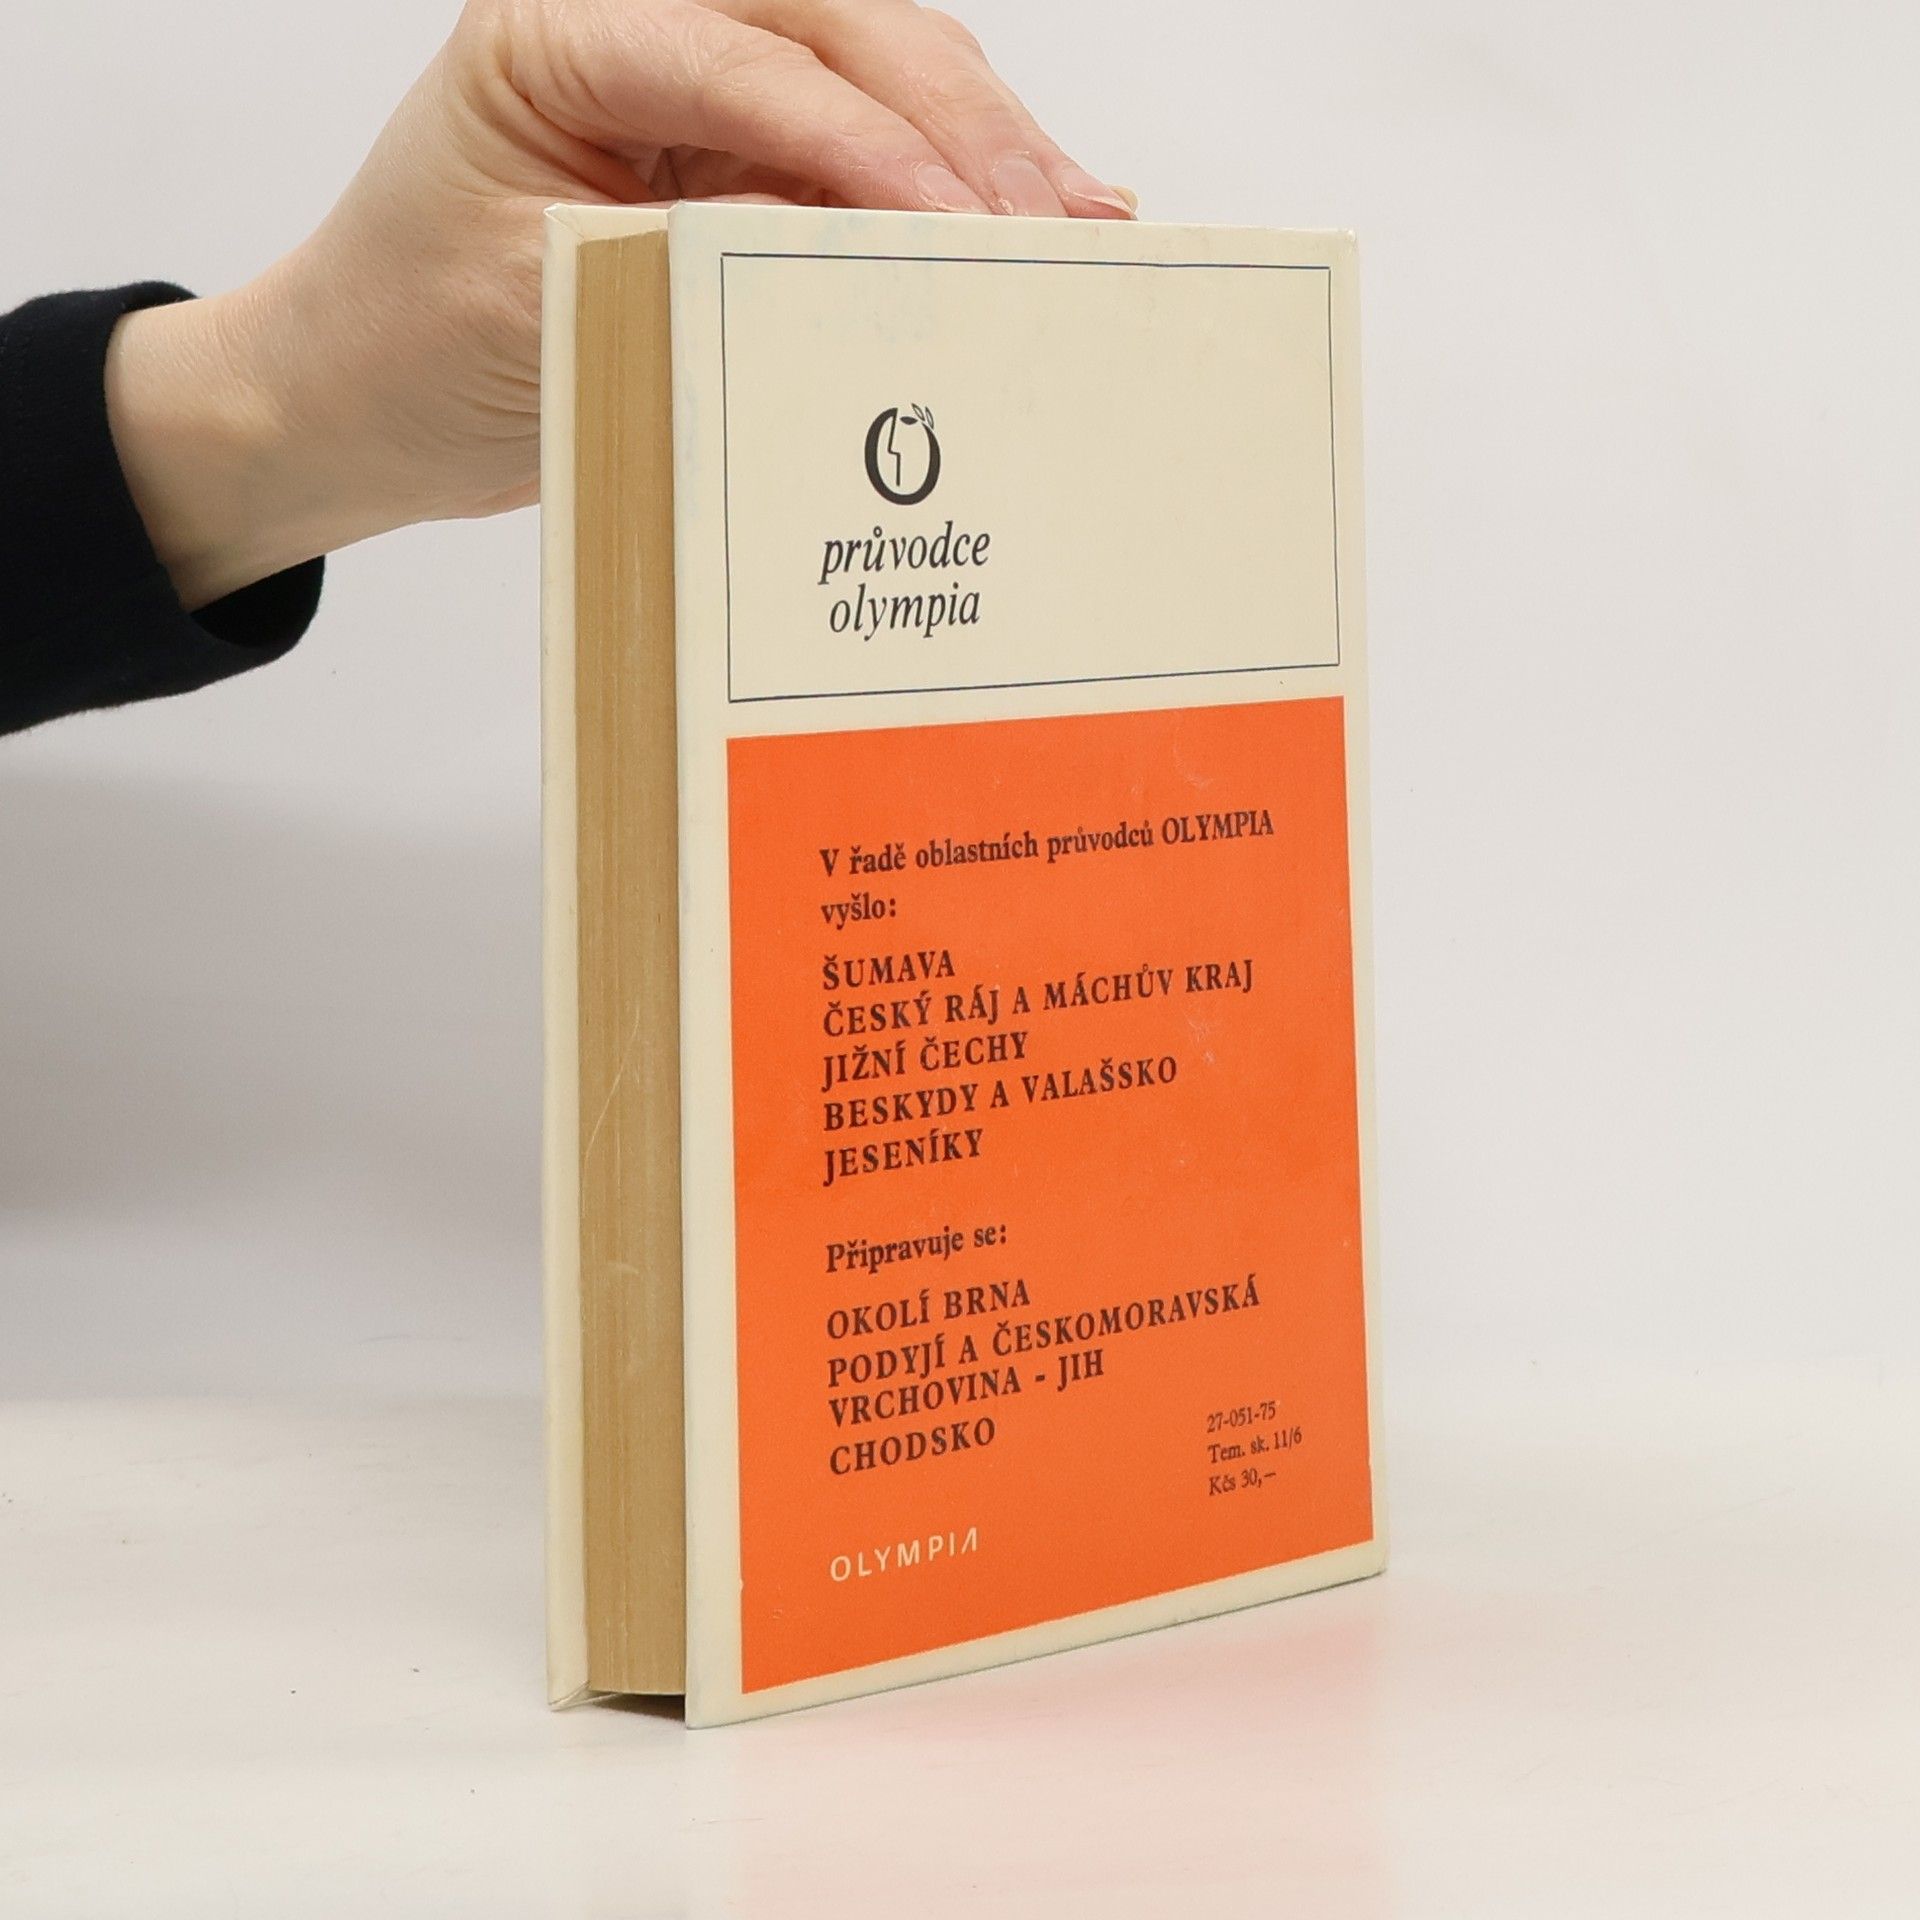 průvodce
olympia
V řadě oblastních průvodců OLYMPIA
vyšlo:
ŠUMAVA
ČESKÝ RÁJ A MÁCHŮV KRAJ
JIŽNÍ ČECHY
BESKYDY A VALAŠSKO
JESENÍKY
Připravuje se:
OKOLÍ BRNA
PODYJÍ A ČESKOMORAVSKÁ
VRCHOVINA - JIH
CHODSKO
27-051-75
Tem. sk. 11/6
Kčs 30,—
OLYMPIA